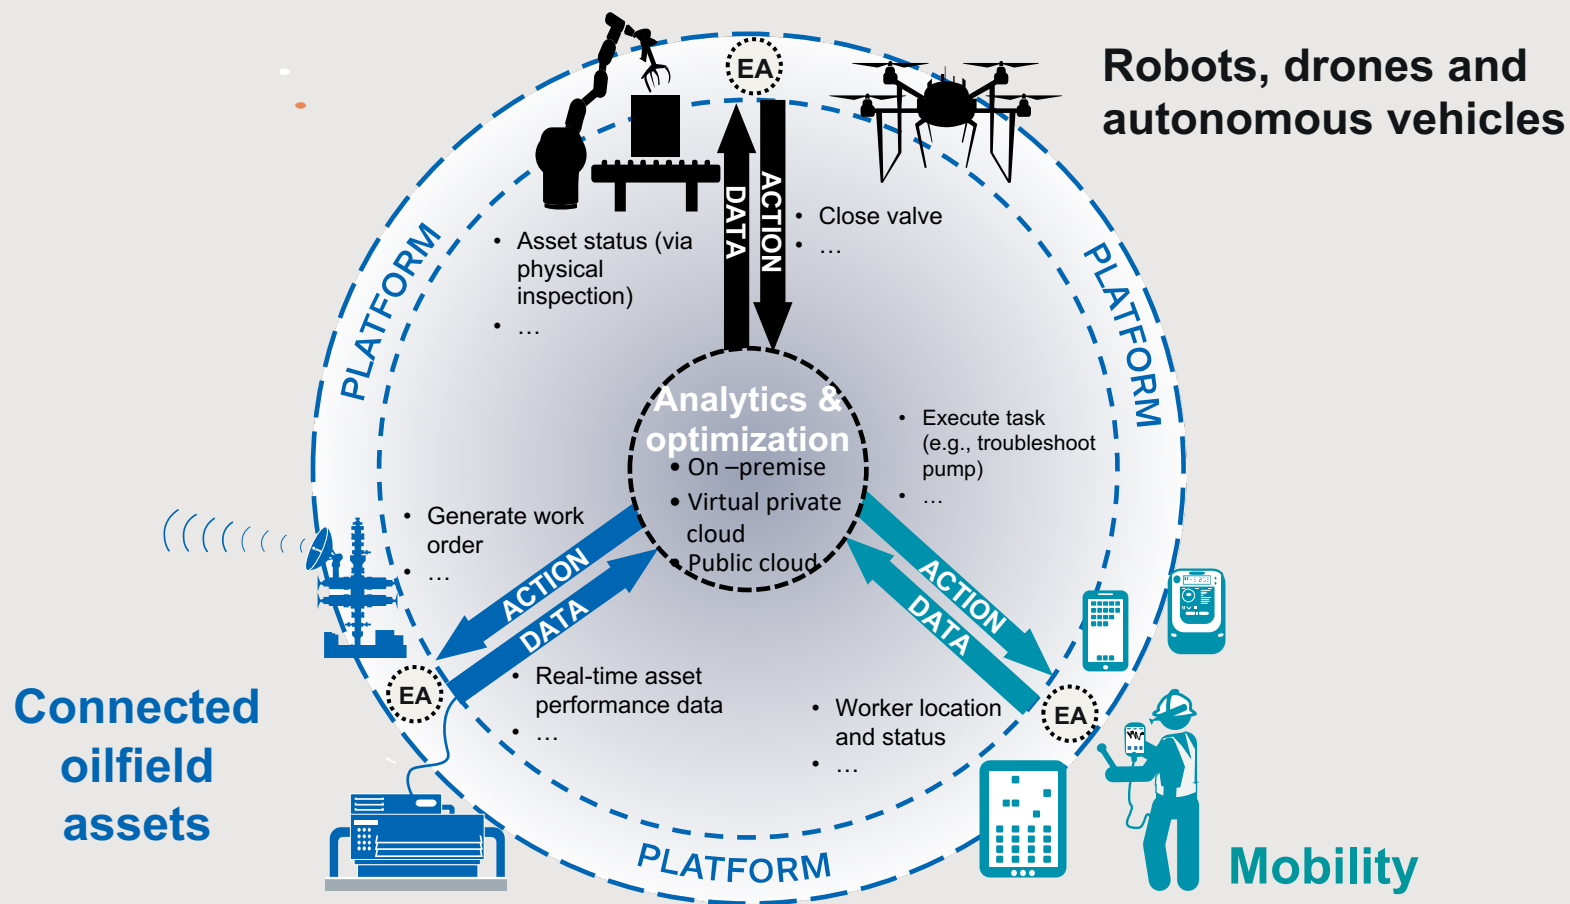 Robots, drones and
autonomous vehicles
EA
DATA
ACTION
• Close valve
• …
• Asset status (via
physical
inspection)
• …
PLATFORM
PLATFORM
Analytics &
optimization
• On –premise
• Virtual private
cloud
• Public cloud
• Execute task
(e.g., troubleshoot
pump)
• …
• Generate work
order
• …
ACTION
DATA
ACTION
DATA
EA
• Real-time asset
performance data
• …
• Worker location
and status
• …
EA
Connected
oilfield
assets
PLATFORM
Mobility